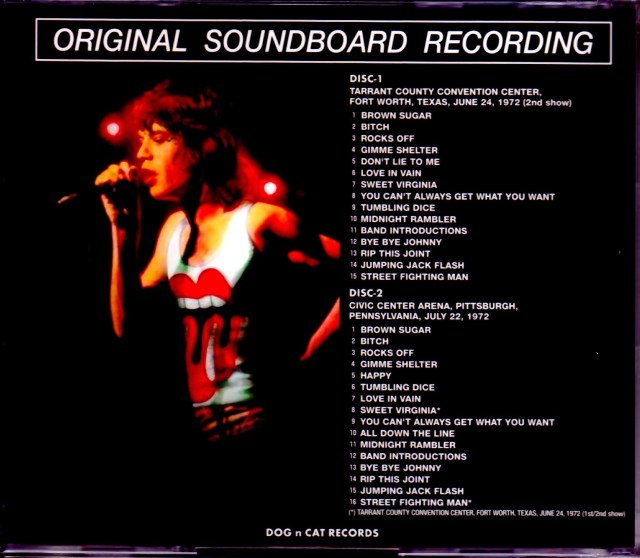 ORIGINAL SOUNDBOARD RECORDING
DISC-1
TARRANT COUNTY CONVENTION CENTER,
FORT WORTH, TEXAS, JUNE 24, 1972 (2nd show)
1 BROWN SUGAR
2 BITCH
3 ROCKS OFF
4 GIMME SHELTER
5 DON'T LIE TO ME
6 LOVE IN VAIN
7 SWEET VIRGINIA
8 YOU CAN'T ALWAYS GET WHAT YOU WANT
9 TUMBLING DICE
10 MIDNIGHT RAMBLER
11 BAND INTRODUCTIONS
12 BYE BYE JOHNNY
13 RIP THIS JOINT
14 JUMPING JACK FLASH
15 STREET FIGHTING MAN
DISC-2
CIVIC CENTER ARENA, PITTSBURGH,
PENNSYLVANIA, JULY 22, 1972
1 BROWN SUGAR
2 BITCH
3 ROCKS OFF
4 GIMME SHELTER
5 HAPPY
6 TUMBLING DICE
7 LOVE IN VAIN
8 SWEET VIRGINIA*
9 YOU CAN'T ALWAYS GET WHAT YOU WANT
10 ALL DOWN THE LINE
11 MIDNIGHT RAMBLER
12 BAND INTRODUCTIONS
13 BYE BYE JOHNNY
14 RIP THIS JOINT
15 JUMPING JACK FLASH
16 STREET FIGHTING MAN*
(*) TARRANT COUNTY CONVENTION CENTER, FORT WORTH, TEXAS, JUNE 24, 1972 (1st/2nd show)
DOG n CAT RECORDS